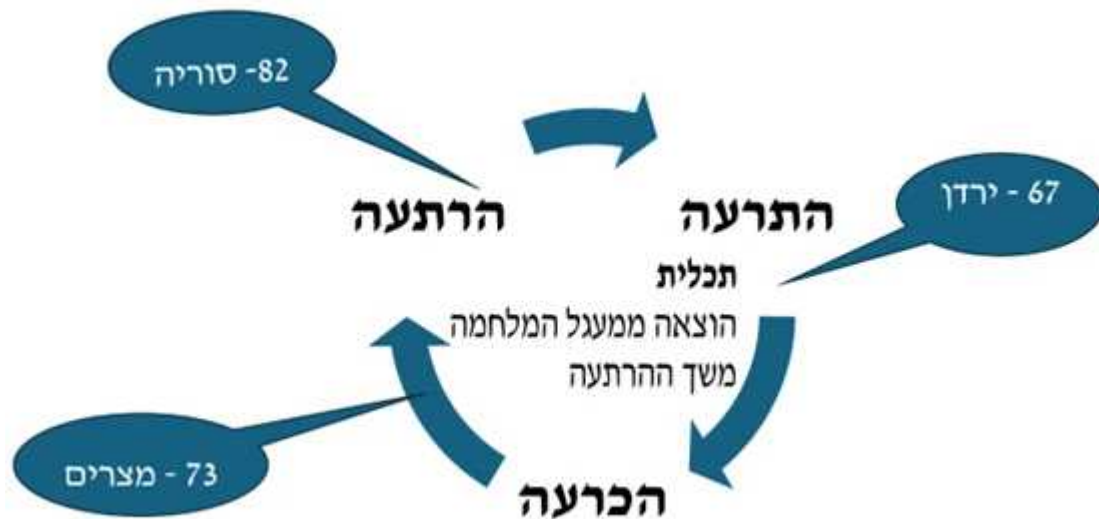 82- סוריה
67 - ירדן
התרעה
הרתעה
תכלית
הוצאה ממעגל המלחמה
משך ההרתעה
73 - מצרים
הכרעה